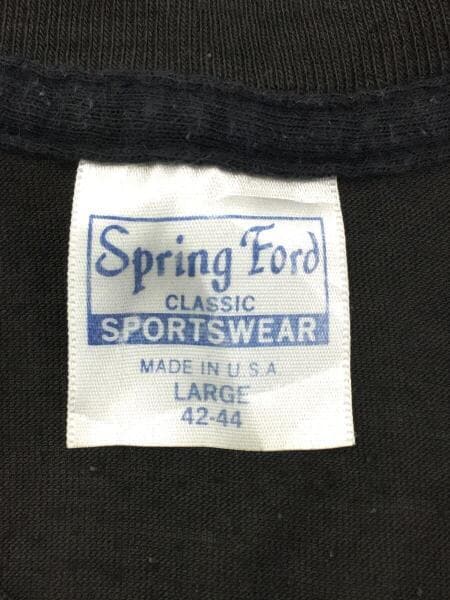 Spring Ford
CLASSIC
SPORTSWEAR
MADE IN U.S.A
LARGE
42-44